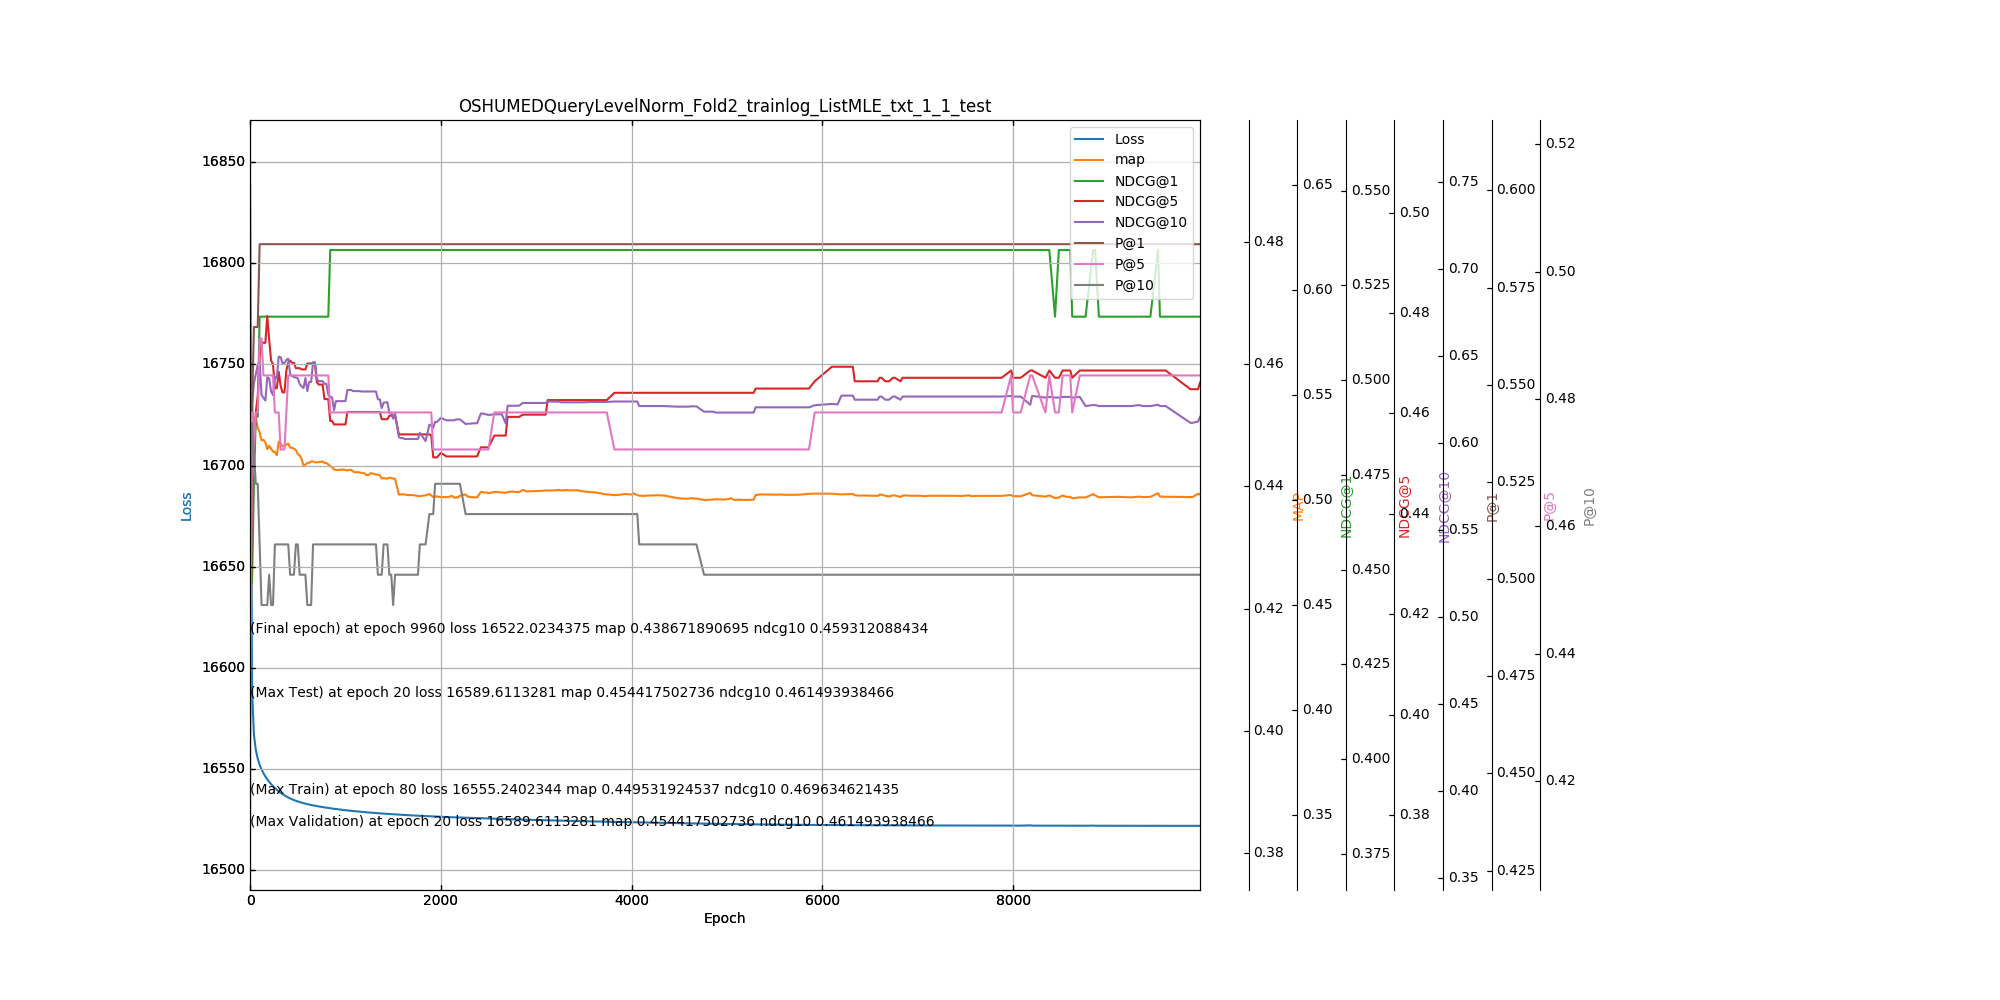 OSHUMEDQueryLevelNorm_Fold2_trainlog_ListMLE_txt_1_1_test
Loss
map
NDCG@1
NDCG@5
NDCG@10
P@1
P@5
P@10
16850
16800
16750
16700
16650
16600
16550
16500
Loss
(Final epoch) at epoch 9960 loss 16522.0234375 map 0.438671890695 ndcg10 0.459312088434
(Max Test) at epoch 20 loss 16589.6113281 map 0.454417502736 ndcg10 0.461493938466
(Max Train) at epoch 80 loss 16555.2402344 map 0.449531924537 ndcg10 0.469634621435
(Max Validation) at epoch 20 loss 16589.6113281 map 0.454417502736 ndcg10 0.461493938466
0 2000 4000 6000 8000
Epoch
0.48
0.46
0.44
0.42
0.40
0.38
MAP
0.65
0.60
0.55
0.50
0.45
0.40
0.35
NDCG@1
0.550
0.525
0.500
0.475
0.450
0.425
0.400
0.375
NDCG@5
0.50
0.48
0.46
0.44
0.42
0.40
0.38
NDCG@10
0.75
0.70
0.65
0.60
0.55
0.50
0.45
0.40
0.35
P@1
0.600
0.575
0.550
0.525
0.500
0.475
0.450
0.425
P@5
0.52
0.50
0.48
0.46
0.44
0.42
P@10